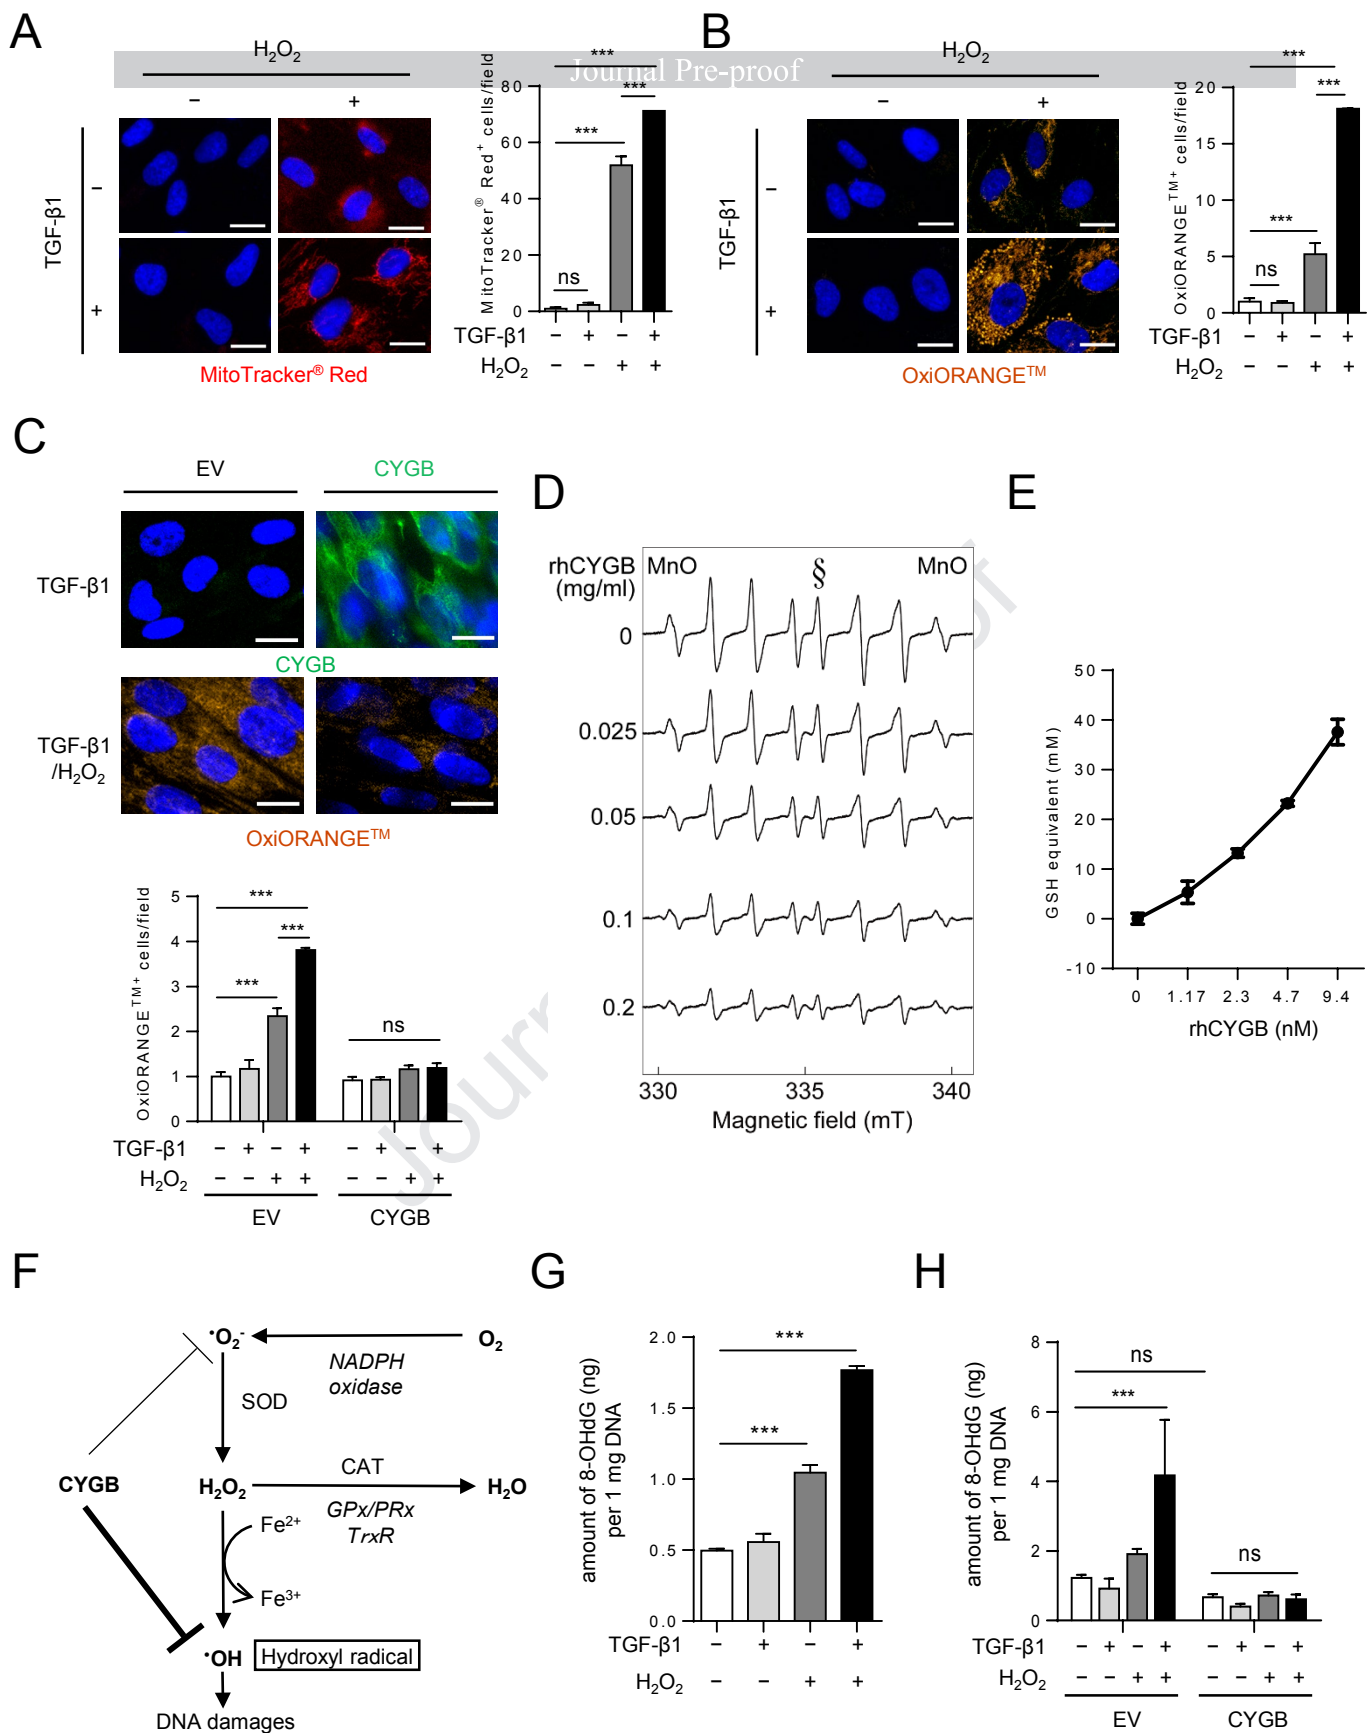 A
B
Journal Pre-proof
H₂O₂
− +
TGF-β1
−
+
MitoTracker® Red
MitoTracker® Red⁺ cells/field
80
60
40
20
0
***
***
***
ns
TGF-β1 − + − +
H₂O₂ − − + +
H₂O₂
− +
TGF-β1
−
+
OxiORANGE™
OxiORANGE™⁺ cells/field
20
15
10
5
0
***
***
***
ns
TGF-β1 − + − +
H₂O₂ − − + +
C
EV CYGB
TGF-β1
CYGB
TGF-β1
/H₂O₂
OxiORANGE™
OxiORANGE™⁺ cells/field
5
4
3
2
1
0
***
***
***
ns
TGF-β1 − + − + − + − +
H₂O₂ − − + + − − + +
EV CYGB
D
rhCYGB
(mg/ml)
MnO § MnO
0
0.025
0.05
0.1
0.2
330 335 340
Magnetic field (mT)
E
GSH equivalent (mM)
50
40
30
20
10
0
-10
0 1.17 2.3 4.7 9.4
rhCYGB (nM)
Journ
of
F
•O₂⁻ O₂
NADPH
oxidase
SOD
CYGB H₂O₂ CAT H₂O
GPx/PRx
TrxR
Fe²⁺
Fe³⁺
•OH Hydroxyl radical
DNA damages
G
amount of 8-OHdG (ng)
per 1 mg DNA
2.0
1.5
1.0
0.5
0.0
***
***
TGF-β1 − + − +
H₂O₂ − − + +
H
amount of 8-OHdG (ng)
per 1 mg DNA
8
6
4
2
0
ns
***
ns
TGF-β1 − + − + − + − +
H₂O₂ − − + + − − + +
EV CYGB